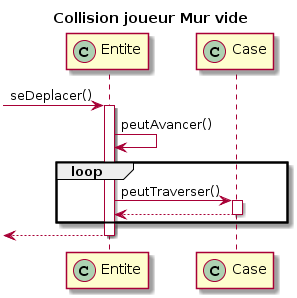 Collision joueur Mur vide
C Entite
C Case
seDeplacer()
peutAvancer()
loop
peutTraverser()
C Entite
C Case